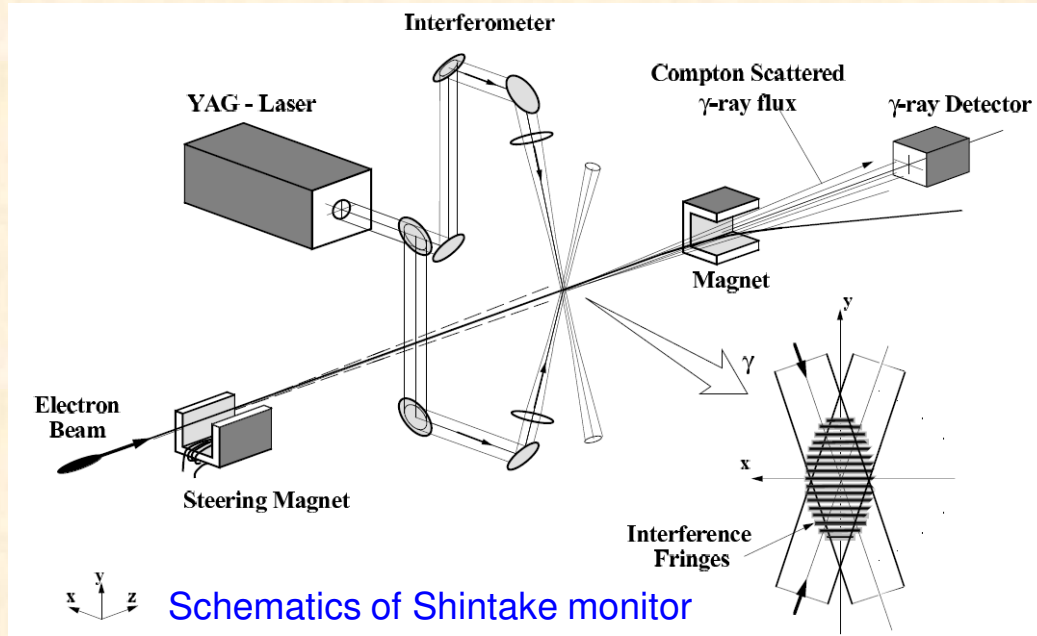 Interferometer
YAG - Laser
Compton Scattered
γ-ray flux
γ-ray Detector
Magnet
y
γ
Electron
Beam
x
Steering Magnet
Interference
Fringes
y
x
z
Schematics of Shintake monitor